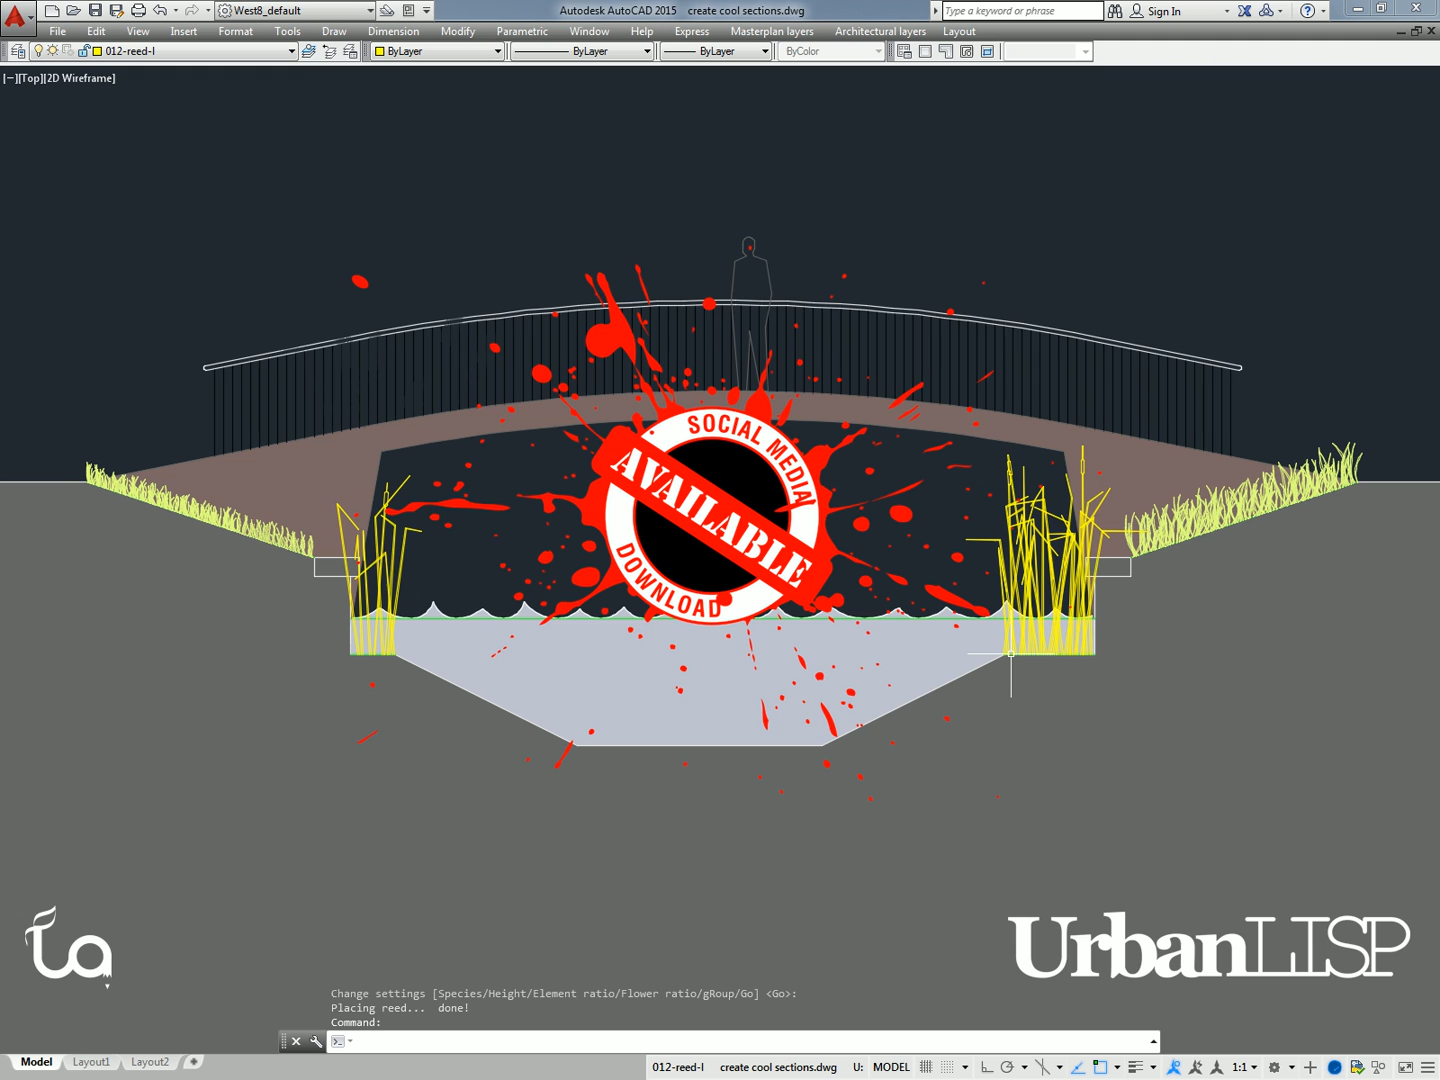 West8_default
Autodesk AutoCAD 2015 create cool sections.dwg
Type a keyword or phrase
Sign In
File Edit View Insert Format Tools Draw Dimension Modify Parametric Window Help Express Masterplan layers Architectural layers Layout
012-reed-l
ByLayer
ByLayer
ByLayer
ByColor
[−][Top][2D Wireframe]
SOCIAL MEDIA
AVAILABLE
DOWNLOAD
ta
UrbanLISP
Change settings [Species/Height/Element ratio/Flower ratio/gRoup/Go] <Go>:
Placing reed... done!
Command:
Model Layout1 Layout2
012-reed-l create cool sections.dwg U: MODEL 1:1